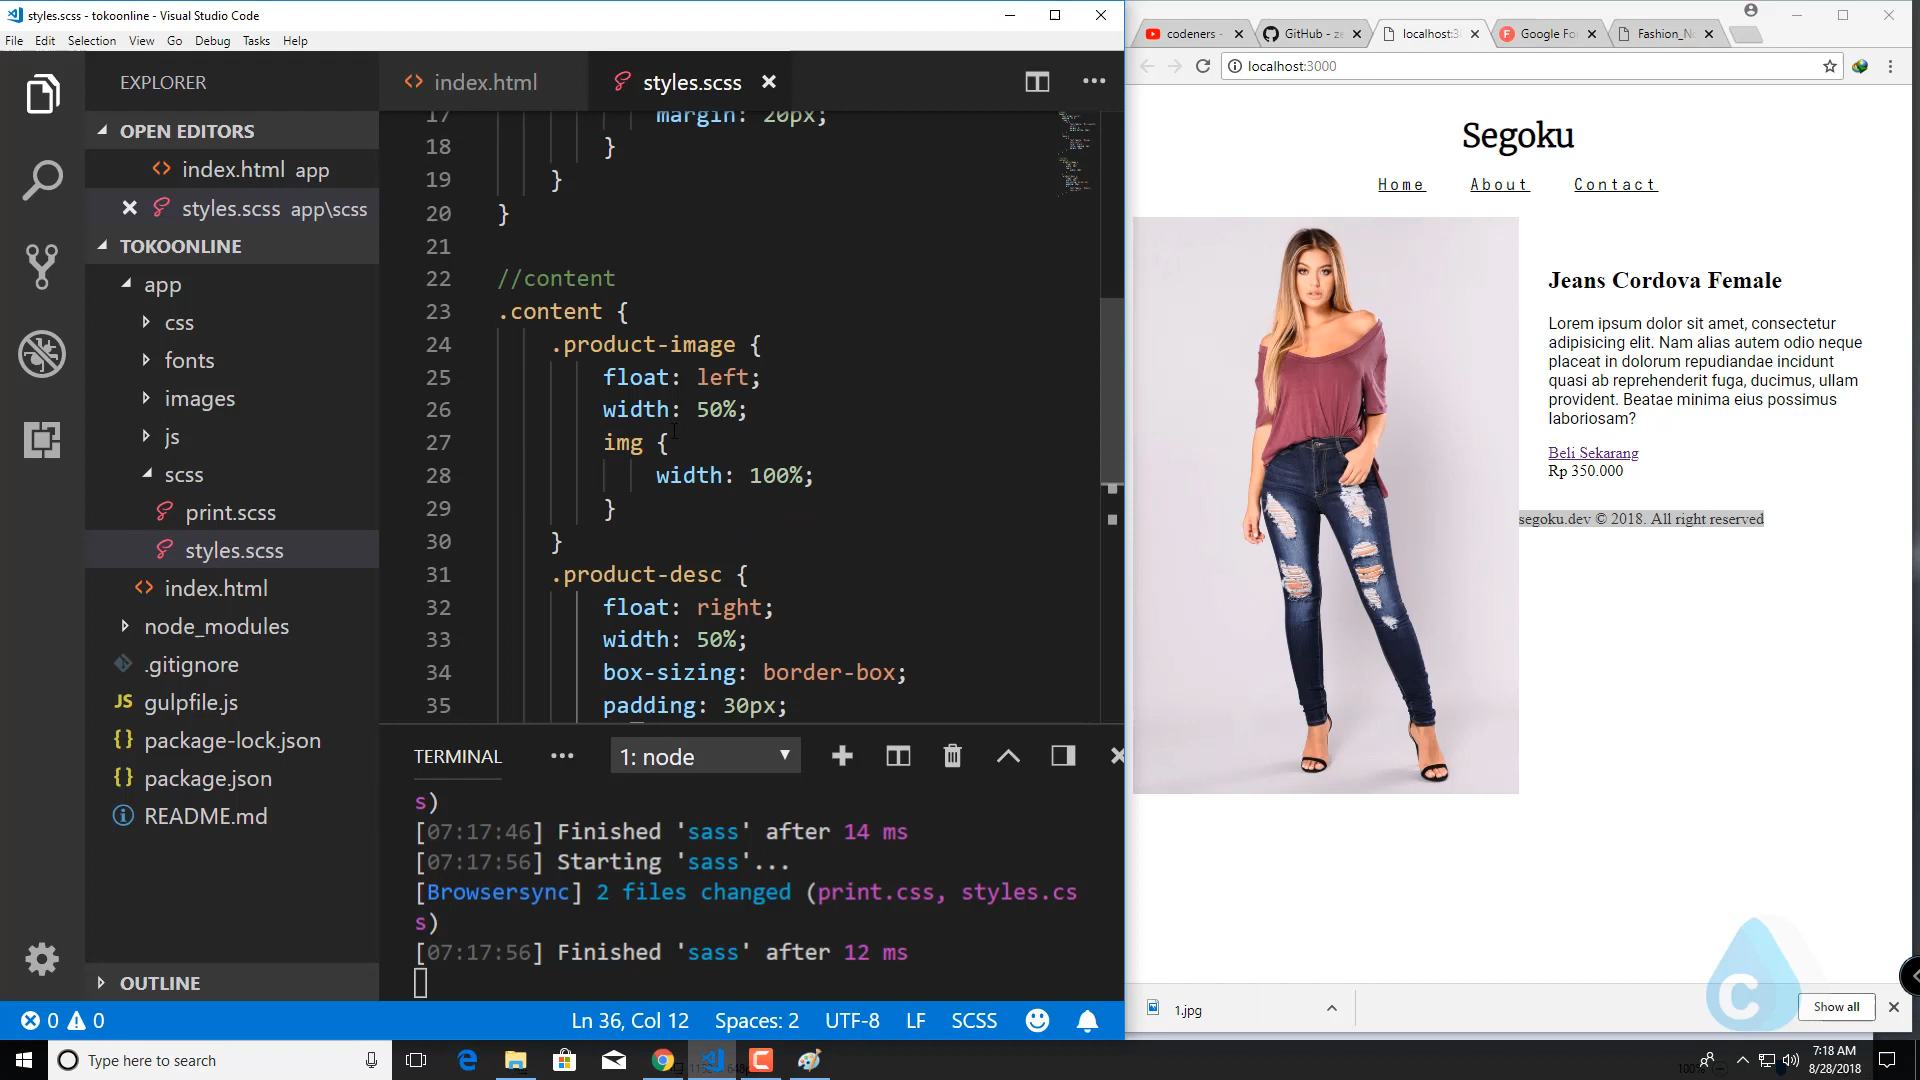 styles.scss - tokoonline - Visual Studio Code
File Edit Selection View Go Debug Tasks Help
EXPLORER
OPEN EDITORS
index.html app
styles.scss app\scss
TOKOONLINE
app
css
fonts
images
js
scss
print.scss
styles.scss
index.html
node_modules
.gitignore
JS gulpfile.js
{} package-lock.json
{} package.json
README.md
OUTLINE
index.html
styles.scss
17 margin: 20px;
18 }
19 }
20 }
21
22 //content
23 .content {
24 .product-image {
25 float: left;
26 width: 50%;
27 img {
28 width: 100%;
29 }
30 }
31 .product-desc {
32 float: right;
33 width: 50%;
34 box-sizing: border-box;
35 padding: 30px;
TERMINAL ... 1: node
s)
[07:17:46] Finished 'sass' after 14 ms
[07:17:56] Starting 'sass'...
[Browsersync] 2 files changed (print.css, styles.cs
s)
[07:17:56] Finished 'sass' after 12 ms
0 0
Ln 36, Col 12 Spaces: 2 UTF-8 LF SCSS
codeners -
GitHub - ze
localhost:3
Google Fo
Fashion_N
localhost:3000
Segoku
Home About Contact
Jeans Cordova Female
Lorem ipsum dolor sit amet, consectetur
adipisicing elit. Nam alias autem odio neque
placeat in dolorum repudiandae incidunt
quasi ab reprehenderit fuga, ducimus, ullam
provident. Beatae minima eius possimus
laboriosam?
Beli Sekarang
Rp 350.000
segoku.dev © 2018. All right reserved
C
1.jpg
Show all
Type here to search
7:18 AM
8/28/2018